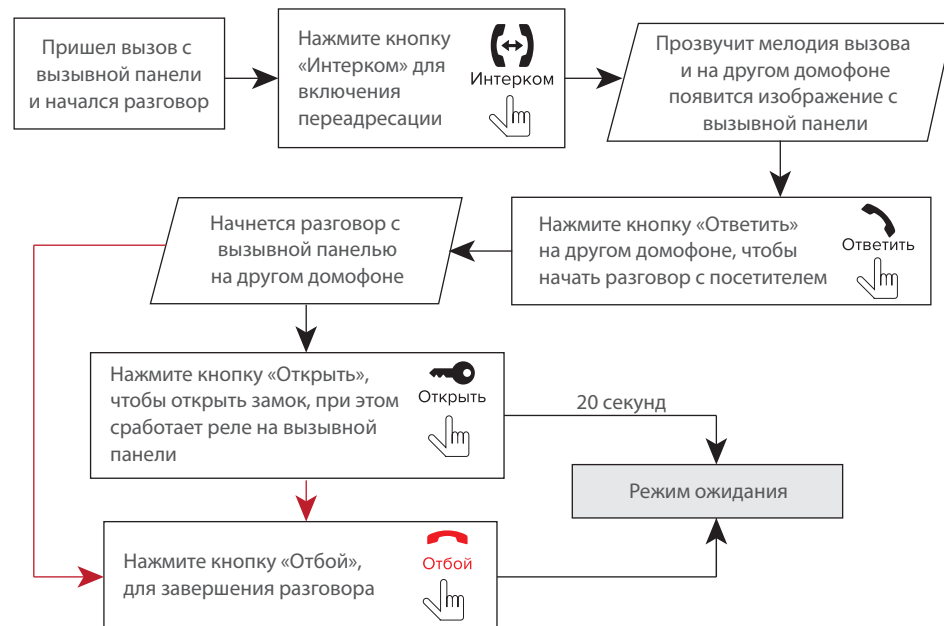 Пришел вызов с
вызывной панели
и начался разговор
Нажмите кнопку
«Интерком» для
включения
переадресации
Интерком
Прозвучит мелодия вызова
и на другом домофоне
появится изображение с
вызывной панели
Начнется разговор с
вызывной панелью
на другом домофоне
Нажмите кнопку «Ответить»
на другом домофоне, чтобы
начать разговор с посетителем
Ответить
Нажмите кнопку «Открыть»,
чтобы открыть замок, при этом
сработает реле на вызывной
панели
Открыть
20 секунд
Режим ожидания
Нажмите кнопку «Отбой»,
для завершения разговора
Отбой